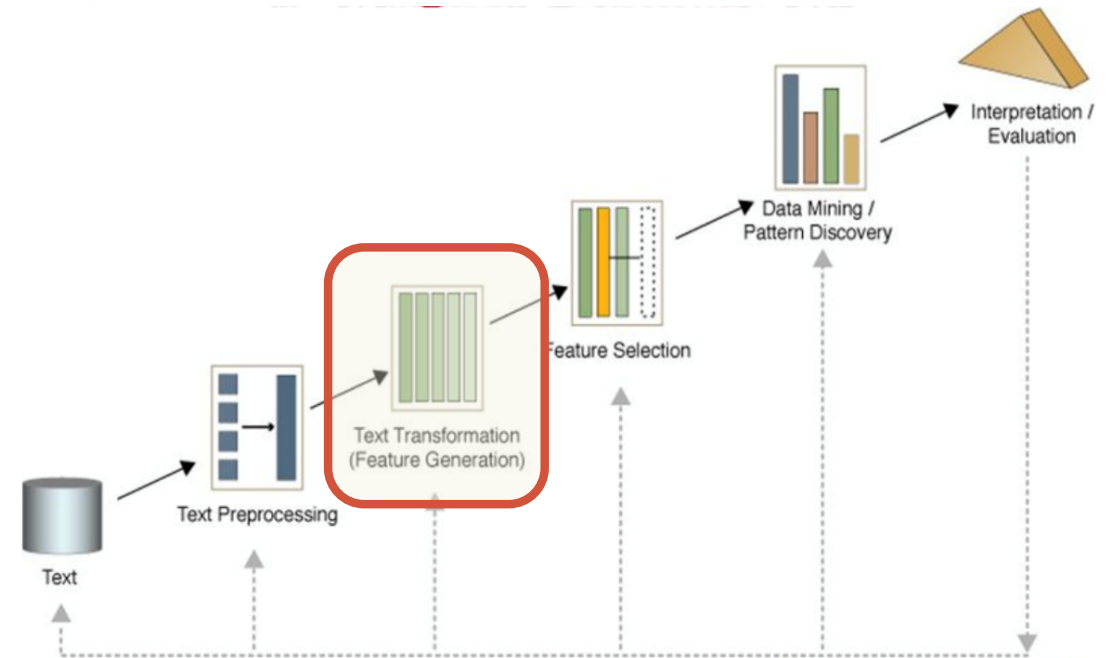 Interpretation /
Evaluation
Data Mining /
Pattern Discovery
Feature Selection
Text Transformation
(Feature Generation)
Text Preprocessing
Text